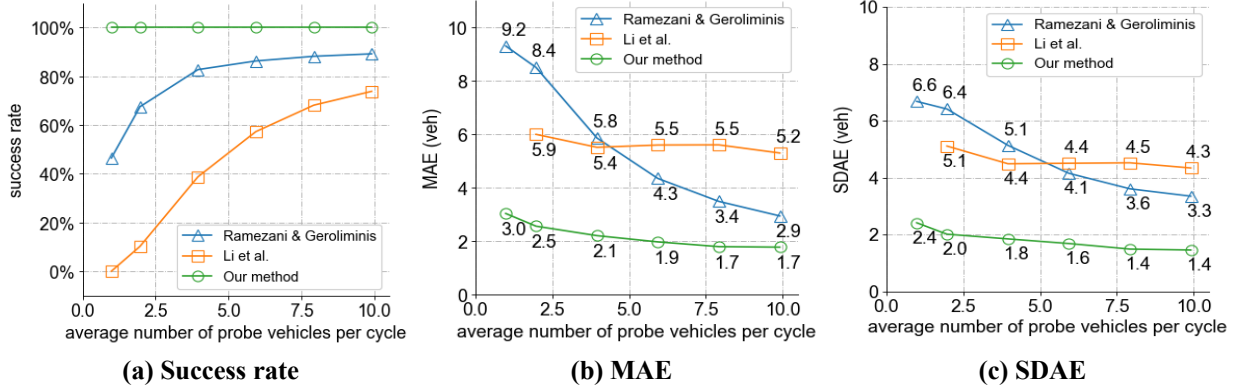 success rate
100%
80%
60%
40%
20%
0%
Ramezani & Geroliminis
Li et al.
Our method
0.0 2.5 5.0 7.5 10.0
average number of probe vehicles per cycle
(a) Success rate
MAE (veh)
10
8
6
4
2
0
Ramezani & Geroliminis
Li et al.
Our method
9.2 8.4 5.8 4.3 3.4 2.9
5.9 5.4 5.5 5.5 5.2
3.0 2.5 2.1 1.9 1.7 1.7
0.0 2.5 5.0 7.5 10.0
average number of probe vehicles per cycle
(b) MAE
SDAE (veh)
10
8
6
4
2
0
Ramezani & Geroliminis
Li et al.
Our method
6.6 6.4 5.1 4.1 3.6 3.3
5.1 4.4 4.4 4.5 4.3
2.4 2.0 1.8 1.6 1.4 1.4
0.0 2.5 5.0 7.5 10.0
average number of probe vehicles per cycle
(c) SDAE